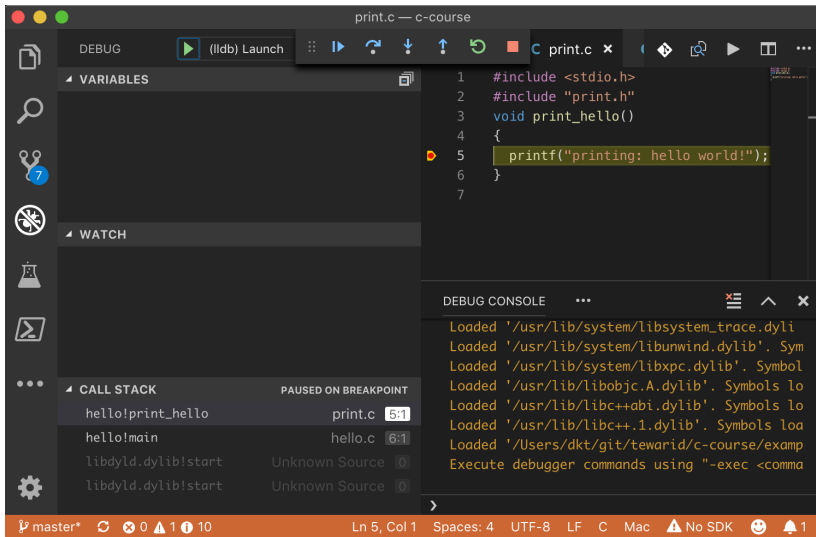 print.c — c-course
DEBUG
(lldb) Launch
C print.c
VARIABLES
WATCH
CALL STACK
PAUSED ON BREAKPOINT
hello!print_hello print.c 5:1
hello!main hello.c 6:1
libdyld.dylib!start Unknown Source 0
libdyld.dylib!start Unknown Source 0
7
1 #include <stdio.h>
2 #include "print.h"
3 void print_hello()
4 {
5 printf("printing: hello world!");
6 }
7
DEBUG CONSOLE
Loaded '/usr/lib/system/libsystem_trace.dyli
Loaded '/usr/lib/system/libunwind.dylib'. Sym
Loaded '/usr/lib/system/libxpc.dylib'. Symbol
Loaded '/usr/lib/libobjc.A.dylib'. Symbols lo
Loaded '/usr/lib/libc++abi.dylib'. Symbols lo
Loaded '/usr/lib/libc++.1.dylib'. Symbols loa
Loaded '/Users/dkt/git/tewarid/c-course/examp
Execute debugger commands using "-exec <comma
master* 0 1 10 Ln 5, Col 1 Spaces: 4 UTF-8 LF C Mac No SDK 1